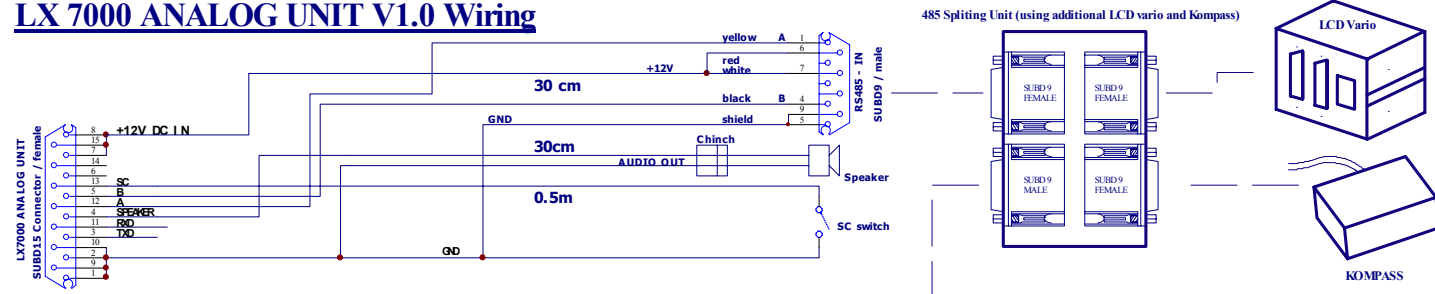 LX 7000 ANALOG UNIT V1.0 Wiring
485 Spliting Unit (using additional LCD vario and Kompass)
LCD Vario
yellow A 1
6
red
+12V white 7
30 cm
black B 4
9
GND shield 5
RS485 - IN
SUBD9 / male
LX7000 ANALOG UNIT
SUBD15 Connector / female
8 +12V DC IN
15
7
14
6
13 SC
5 B
12 A
4 SPEAKER
11 RXD
3 TXD
10
2
9
1
30cm
Chinch
AUDIO OUT
Speaker
0.5m
SC switch
GND
SUBD 9
FEMALE
SUBD 9
FEMALE
SUBD 9
MALE
SUBD 9
FEMALE
KOMPASS